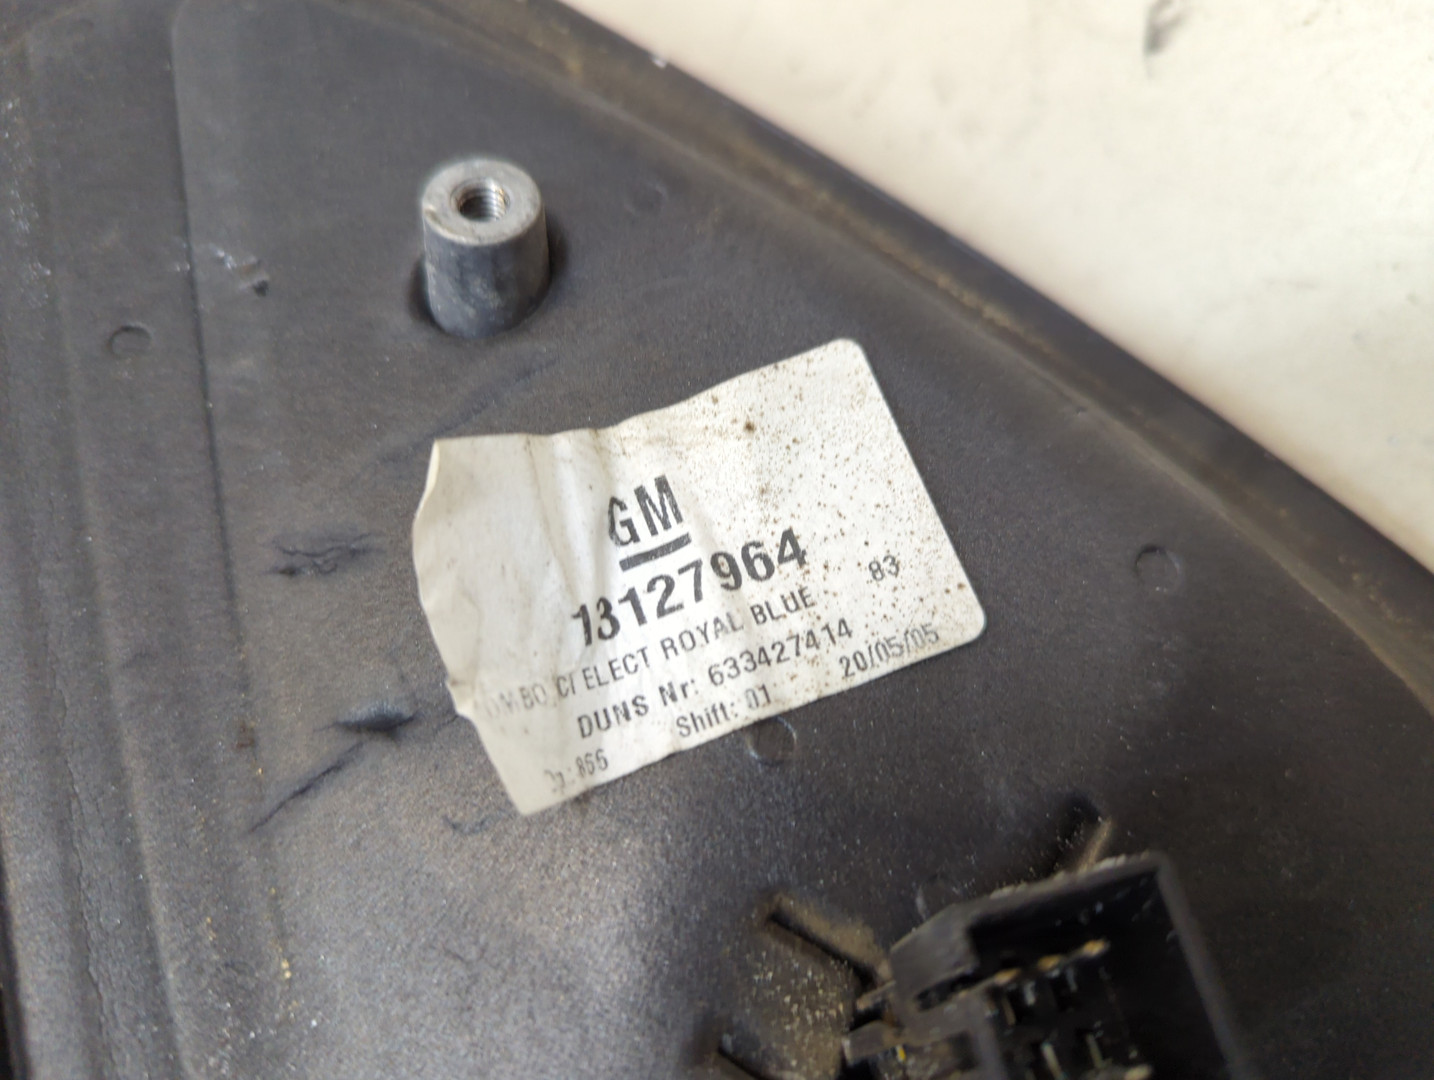 GM
13127964
ELECT ROYAL BLUE 83
DUNS Nr: 633427414
Shift: 01 20/05/05